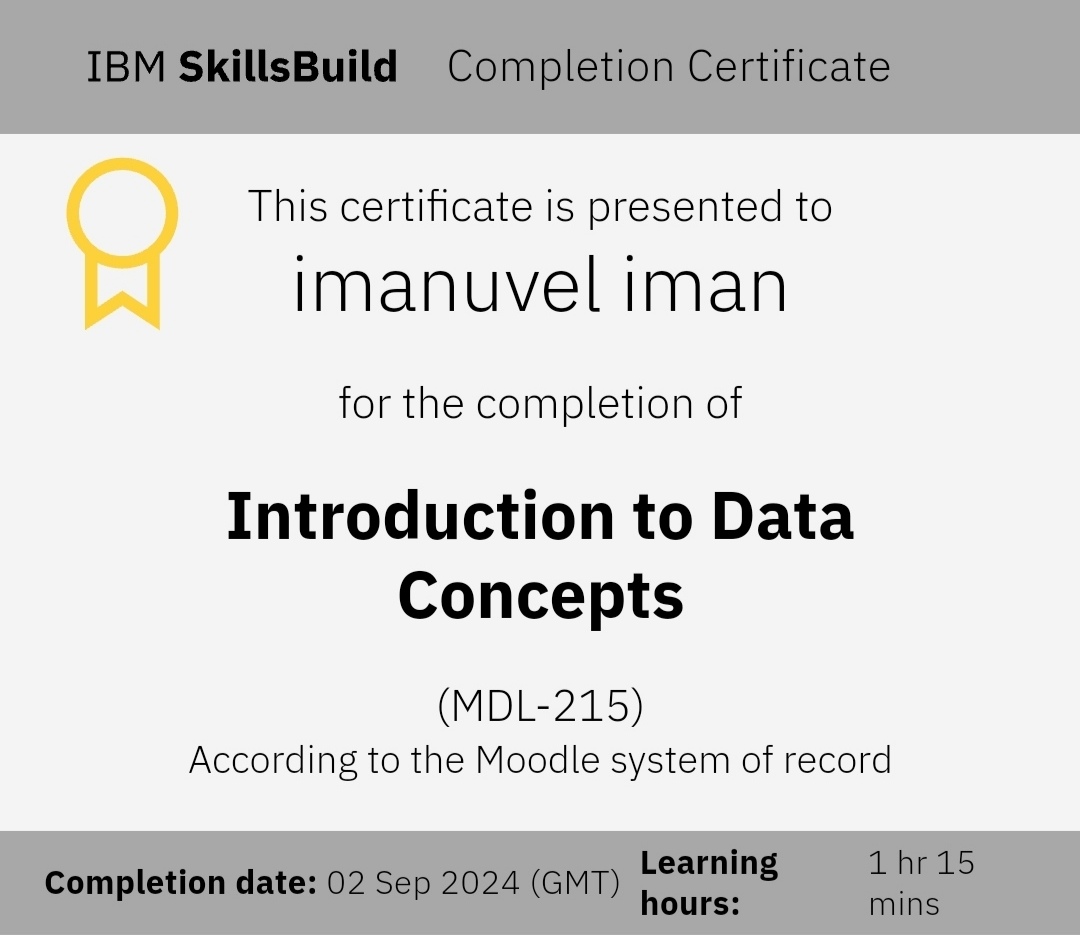 IBM SkillsBuild Completion Certificate
This certificate is presented to
imanuvel iman
for the completion of
Introduction to Data
Concepts
(MDL-215)
According to the Moodle system of record
Completion date: 02 Sep 2024 (GMT)
Learning
hours:
1 hr 15
mins